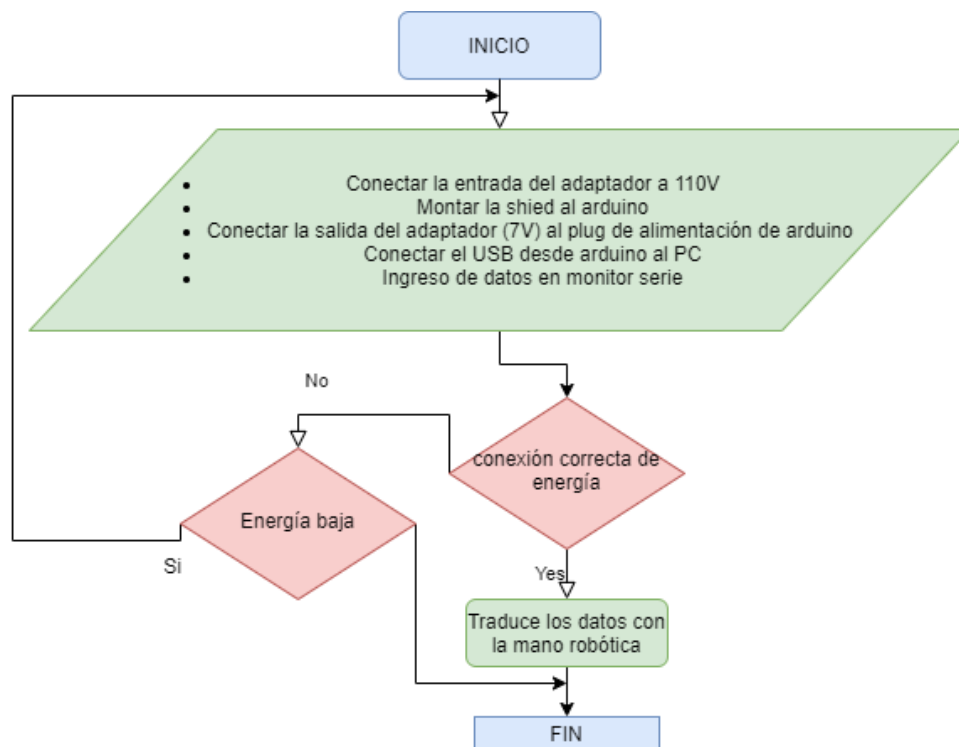 INICIO
Conectar la entrada del adaptador a 110V
Montar la shied al arduino
Conectar la salida del adaptador (7V) al plug de alimentación de arduino
Conectar el USB desde arduino al PC
Ingreso de datos en monitor serie
No
conexión correcta de
energía
Energía baja
Si
Yes
Traduce los datos con
la mano robótica
FIN